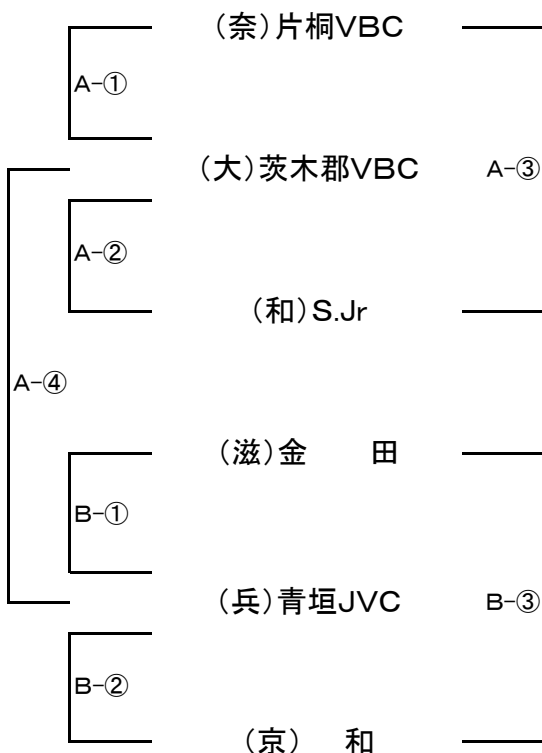 （奈）片桐VBC
A-①
（大）茨木郡VBC A-③
A-②
（和）S.Jr
A-④
（滋）金　　田
B-①
（兵）青垣JVC B-③
B-②
（京）　和